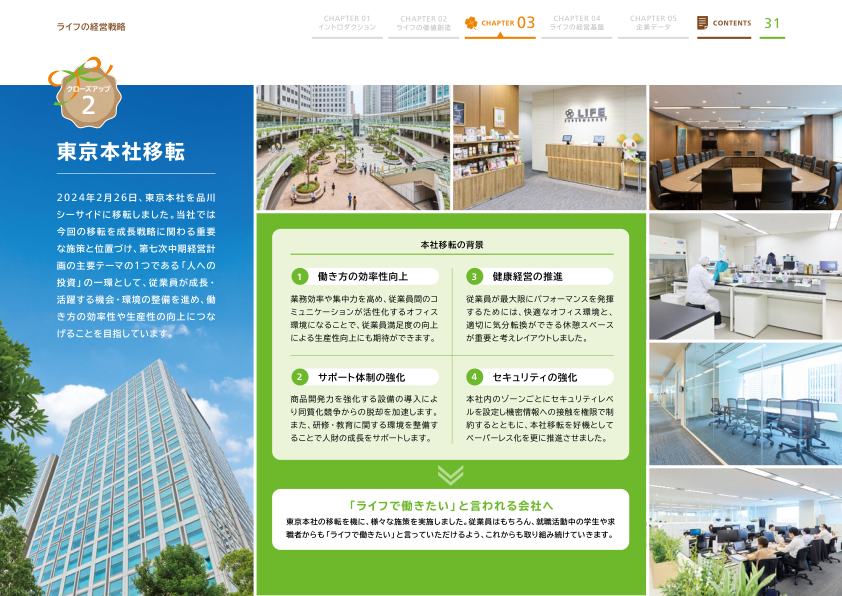 ライフの経営戦略
CHAPTER 01
イントロダクション
CHAPTER 02
ライフの価値創造
CHAPTER 03
CHAPTER 04
ライフの経営基盤
CHAPTER 05
企業データ
CONTENTS
31
クローズアップ
2
東京本社移転
2024年2月26日、東京本社を品川
シーサイドに移転しました。当社では
今回の移転を成長戦略に関わる重要
な施策と位置づけ、第七次中期経営計
画の主要テーマの1つである「人への
投資」の一環として、従業員が成長・
活躍する機会・環境の整備を進め、働
き方の効率性や生産性の向上につな
げることを目指しています。
LIFE
SUPERMARKET
本社移転の背景
1 働き方の効率性向上
業務効率や集中力を高め、従業員間のコ
ミュニケーションが活性化するオフィス
環境になることで、従業員満足度の向上
による生産性向上にも期待ができます。
2 サポート体制の強化
商品開発力を強化する設備の導入によ
り同質化競争からの脱却を加速します。
また、研修・教育に関する環境を整備す
ることで人財の成長をサポートします。
3 健康経営の推進
従業員が最大限にパフォーマンスを発揮
するためには、快適なオフィス環境と、
適切に気分転換ができる休憩スペース
が重要と考えレイアウトしました。
4 セキュリティの強化
本社内のゾーンごとにセキュリティレベ
ルを設定し機密情報への接触を権限で制
約するとともに、本社移転を好機として
ペーパーレス化を更に推進させました。
「ライフで働きたい」と言われる会社へ
東京本社の移転を機に、様々な施策を実施しました。従業員はもちろん、就職活動中の学生や求
職者からも「ライフで働きたい」と言っていただけるよう、これからも取り組み続けていきます。